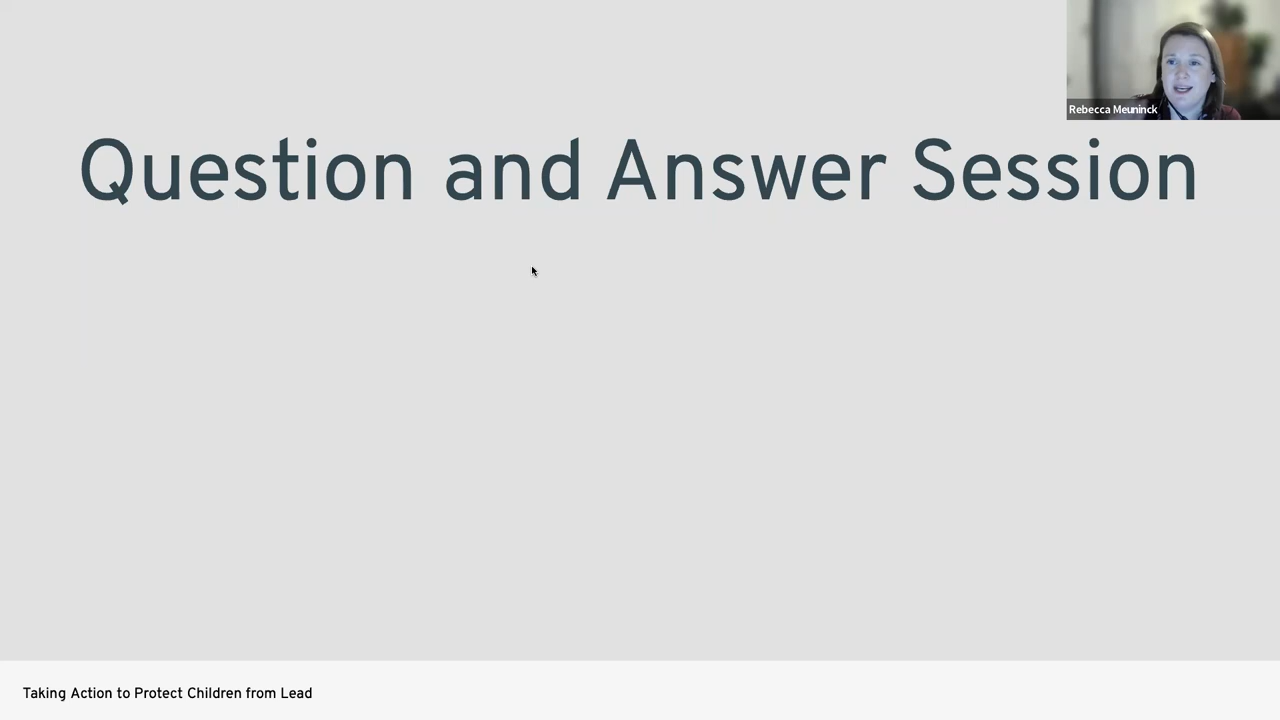 Rebecca Meuninck
Question and Answer Session
Taking Action to Protect Children from Lead